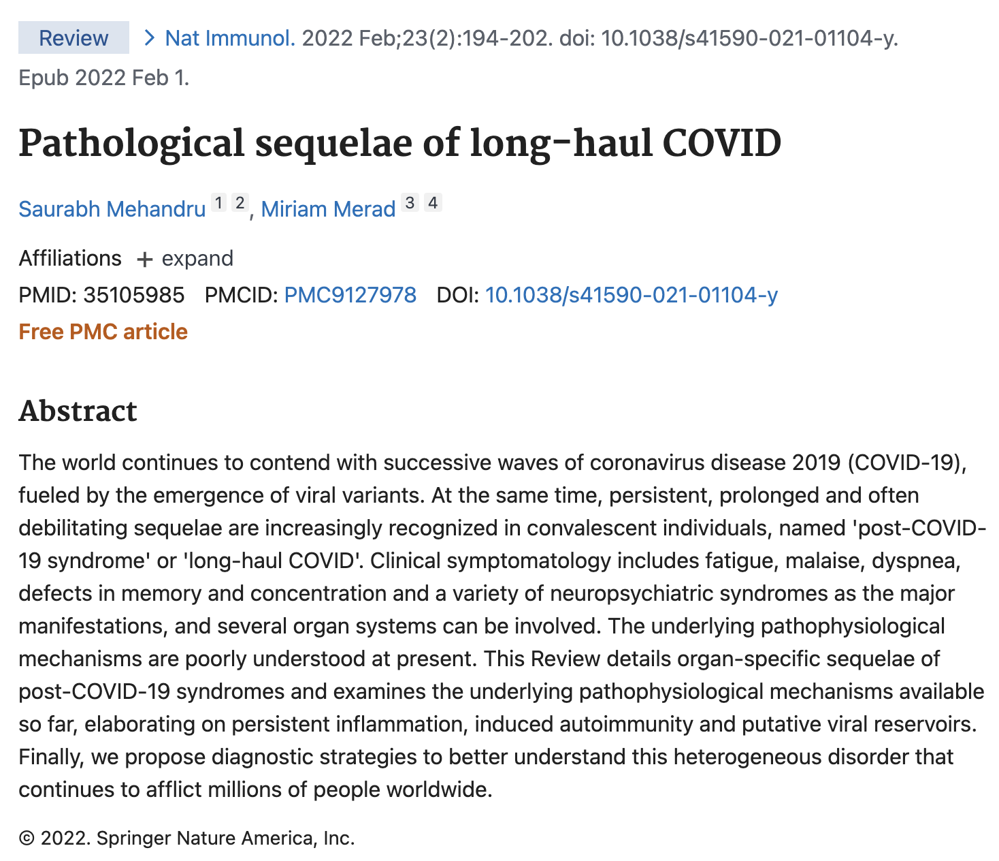 Review > Nat Immunol. 2022 Feb;23(2):194-202. doi: 10.1038/s41590-021-01104-y.
Epub 2022 Feb 1.
Pathological sequelae of long-haul COVID
Saurabh Mehandru 1 2, Miriam Merad 3 4
Affiliations + expand
PMID: 35105985 PMCID: PMC9127978 DOI: 10.1038/s41590-021-01104-y
Free PMC article
Abstract
The world continues to contend with successive waves of coronavirus disease 2019 (COVID-19),
fueled by the emergence of viral variants. At the same time, persistent, prolonged and often
debilitating sequelae are increasingly recognized in convalescent individuals, named 'post-COVID-
19 syndrome' or 'long-haul COVID'. Clinical symptomatology includes fatigue, malaise, dyspnea,
defects in memory and concentration and a variety of neuropsychiatric syndromes as the major
manifestations, and several organ systems can be involved. The underlying pathophysiological
mechanisms are poorly understood at present. This Review details organ-specific sequelae of
post-COVID-19 syndromes and examines the underlying pathophysiological mechanisms available
so far, elaborating on persistent inflammation, induced autoimmunity and putative viral reservoirs.
Finally, we propose diagnostic strategies to better understand this heterogeneous disorder that
continues to afflict millions of people worldwide.
© 2022. Springer Nature America, Inc.